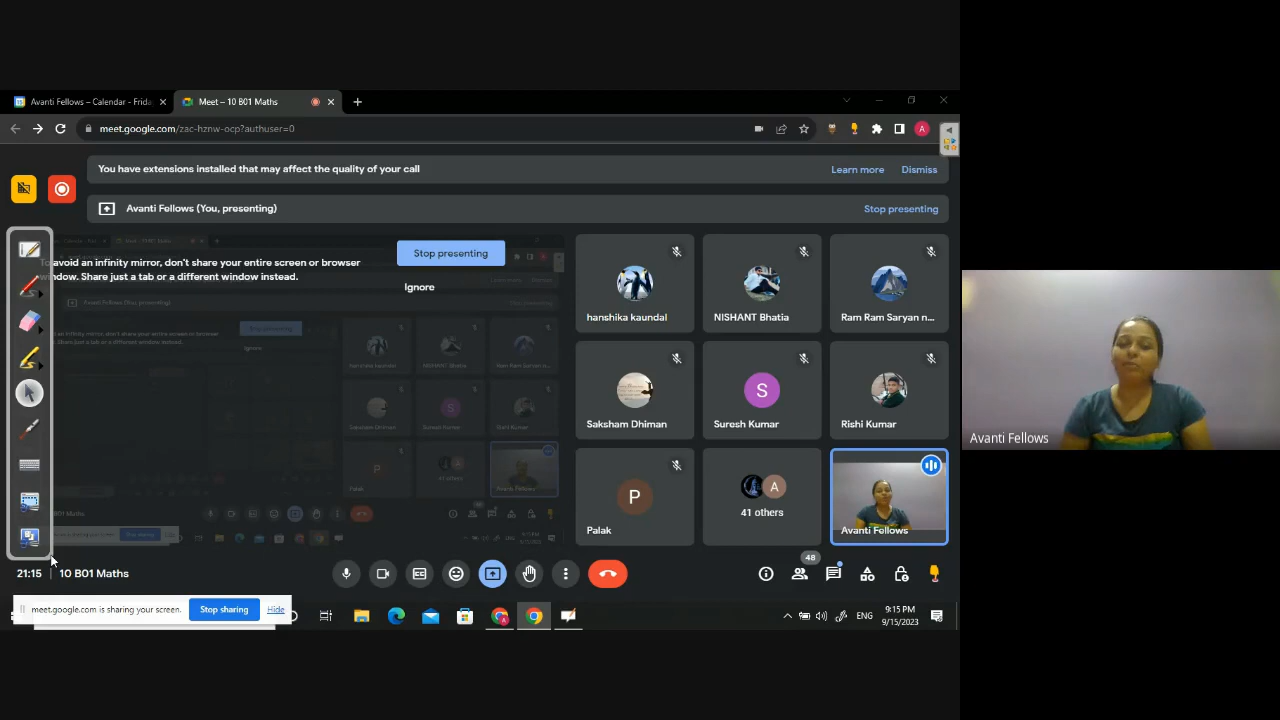 Avanti Fellows – Calendar - Frida
Meet – 10 B01 Maths
meet.google.com/zac-hznw-ocp?authuser=0
A
You have extensions installed that may affect the quality of your call
Learn more
Dismiss
Avanti Fellows (You, presenting)
Stop presenting
To avoid an infinity mirror, don't share your entire screen or browser
window. Share just a tab or a different window instead.
Stop presenting
Ignore
hanshika kaundal
NISHANT Bhatia
Ram Ram Saryan n...
Saksham Dhiman
S
Suresh Kumar
Rishi Kumar
P
Palak
A
41 others
Avanti Fellows
Avanti Fellows
21:15
10 B01 Maths
48
meet.google.com is sharing your screen.
Stop sharing
Hide
ENG
9:15 PM
9/15/2023